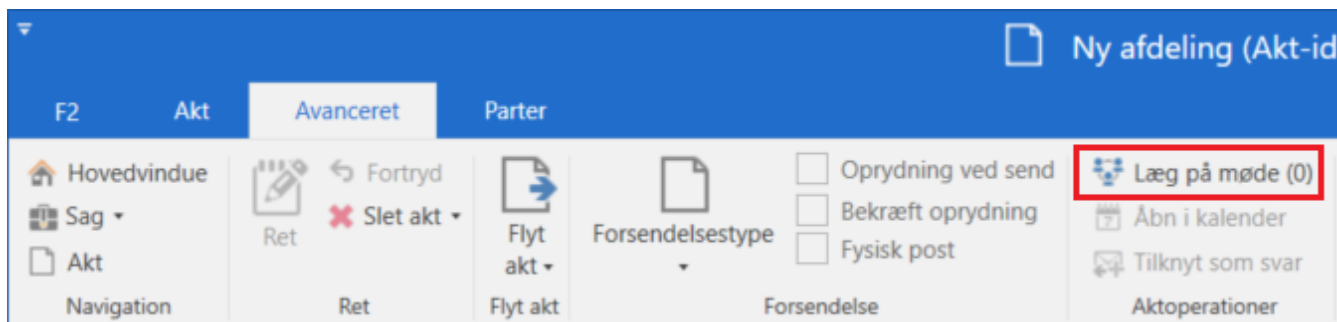 Ny afdeling (Akt-id
F2 Akt Avanceret Parter
Hovedvindue
Sag
Akt
Navigation
Ret
Fortryd
Slet akt
Ret
Flyt
akt
Flyt akt
Forsendelsestype
Oprydning ved send
Bekræft oprydning
Fysisk post
Forsendelse
Læg på møde (0)
7 Åbn i kalender
Tilknyt som svar
Aktoperationer